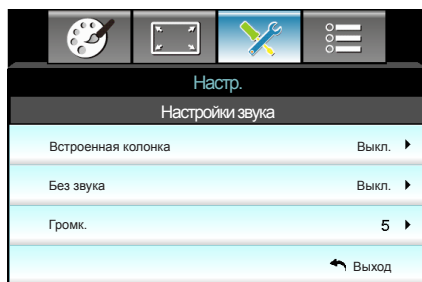 Настр.
Настройки звука
Встроенная колонка Выкл.
Без звука Выкл.
Громк. 5
Выход